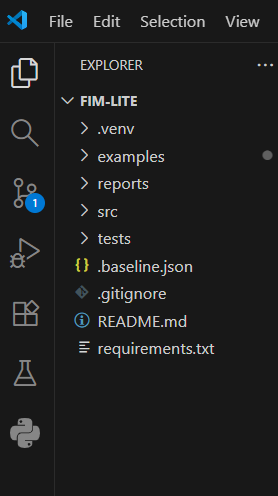 File Edit Selection View
EXPLORER
FIM-LITE
.venv
examples
reports
src
1
tests
{} .baseline.json
.gitignore
README.md
requirements.txt